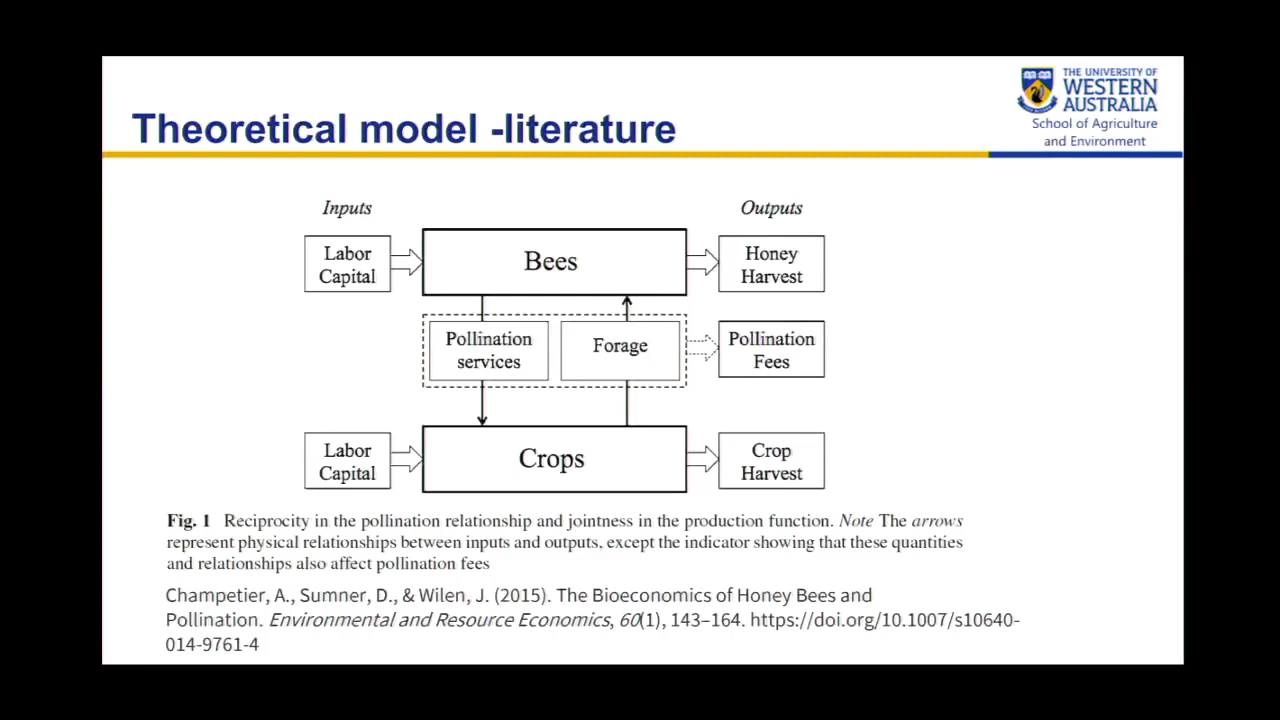 THE UNIVERSITY OF
WESTERN
AUSTRALIA
School of Agriculture
and Environment
Theoretical model -literature
Inputs
Outputs
Labor
Capital
Bees
Honey
Harvest
Pollination
services
Forage
Pollination
Fees
Labor
Capital
Crops
Crop
Harvest
Fig. 1 Reciprocity in the pollination relationship and jointness in the production function. Note The arrows
represent physical relationships between inputs and outputs, except the indicator showing that these quantities
and relationships also affect pollination fees
Champetier, A., Sumner, D., & Wilen, J. (2015). The Bioeconomics of Honey Bees and
Pollination. Environmental and Resource Economics, 60(1), 143–164. https://doi.org/10.1007/s10640-
014-9761-4